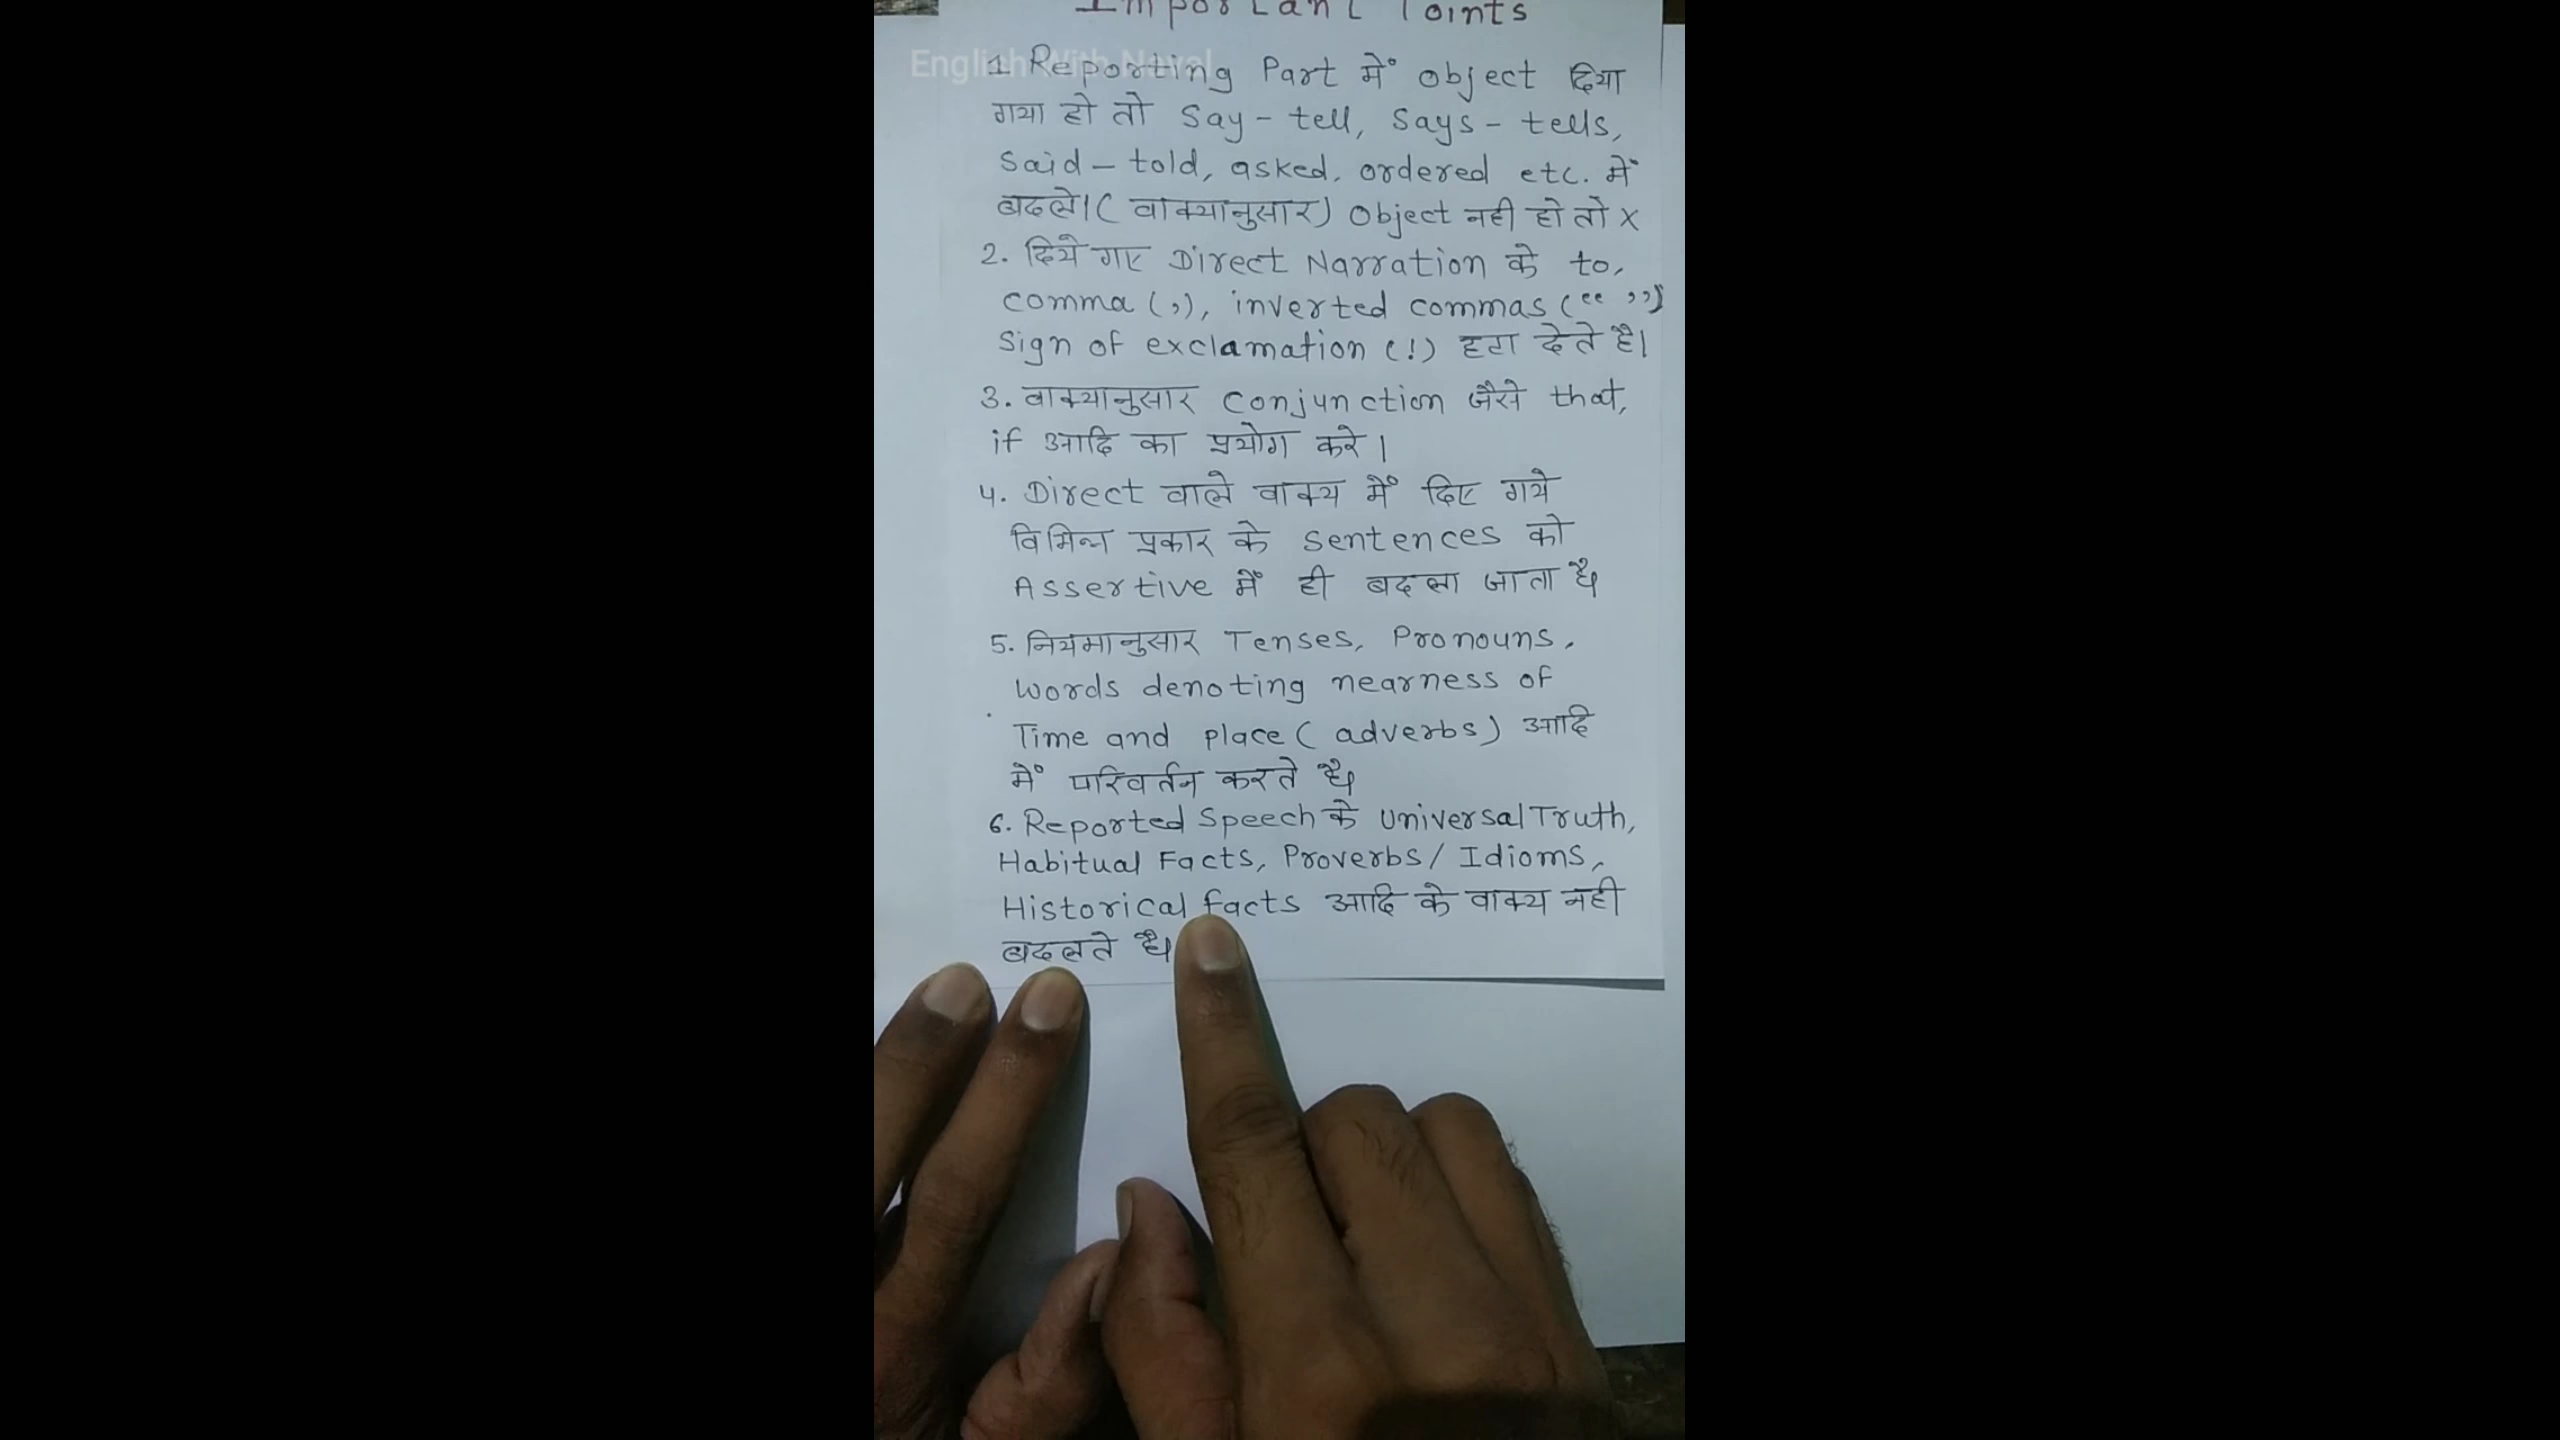 Important Points
English With Naval
1 Reporting Part में object दिया
गया हो तो Say - tell, Says - tells,
Said - told, asked, ordered etc. में
बदले।( वाक्यानुसार) Object नही हो तो x
2. दिये गए Direct Narration के to,
comma (,), inverted commas (“ ”)
Sign of exclamation (!) हटा देते है।
3. वाक्यानुसार Conjunction जैसे that,
if आदि का प्रयोग करे।
4. Direct वाले वाक्य में दिए गये
विभिन्न प्रकार के Sentences को
Assertive में ही बदला जाता है।
5. नियमानुसार Tenses, Pronouns,
Words denoting nearness of
Time and place ( adverbs) आदि
में परिवर्तन करते है।
6. Reported Speech के Universal Truth,
Habitual Facts, Proverbs / Idioms,
Historical facts आदि के वाक्य नही
बदलते है।